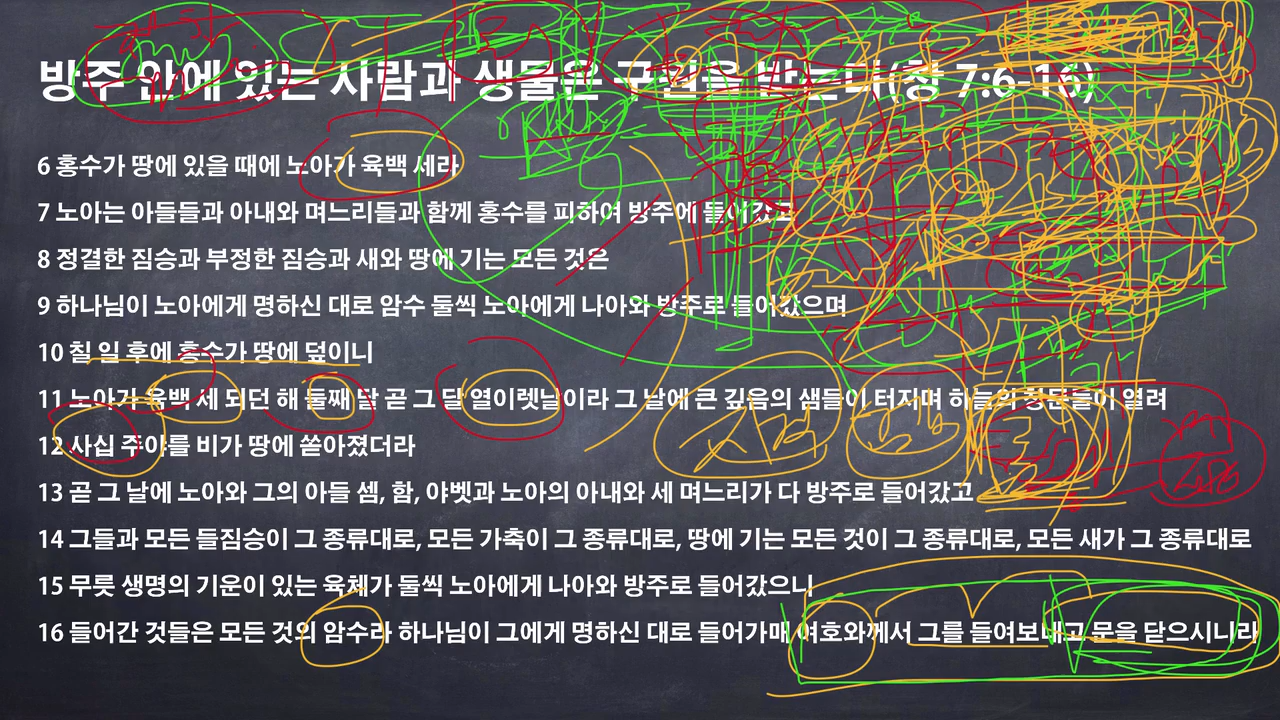 방주 안에 있는 사람과 생물은 구원을 받는다(창 7:6-16)
6 홍수가 땅에 있을 때에 노아가 육백 세라
7 노아는 아들들과 아내와 며느리들과 함께 홍수를 피하여 방주에 들어갔고
8 정결한 짐승과 부정한 짐승과 새와 땅에 기는 모든 것은
9 하나님이 노아에게 명하신 대로 암수 둘씩 노아에게 나아와 방주로 들어갔으며
10 칠 일 후에 홍수가 땅에 덮이니
11 노아가 육백 세 되던 해 둘째 달 곧 그 달 열이렛날이라 그 날에 큰 깊음의 샘들이 터지며 하늘의 창문들이 열려
12 사십 주야를 비가 땅에 쏟아졌더라
13 곧 그 날에 노아와 그의 아들 셈, 함, 야벳과 노아의 아내와 세 며느리가 다 방주로 들어갔고
14 그들과 모든 들짐승이 그 종류대로, 모든 가축이 그 종류대로, 땅에 기는 모든 것이 그 종류대로, 모든 새가 그 종류대로
15 무릇 생명의 기운이 있는 육체가 둘씩 노아에게 나아와 방주로 들어갔으니
16 들어간 것들은 모든 것의 암수라 하나님이 그에게 명하신 대로 들어가매 여호와께서 그를 들여보내고 문을 닫으시니라